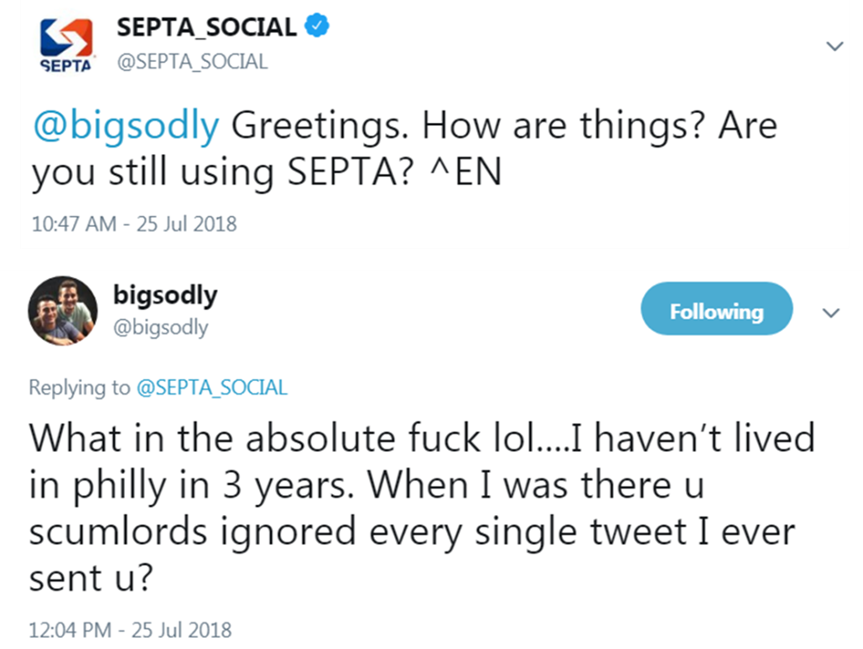 SEPTA_SOCIAL
SEPTA
@SEPTA_SOCIAL
@bigsodly Greetings. How are things? Are
you still using SEPTA? ^EN
10:47 AM - 25 Jul 2018
bigsodly
@bigsodly
Following
Replying to @SEPTA_SOCIAL
What in the absolute fuck lol....I haven't lived
in philly in 3 years. When I was there u
scumlords ignored every single tweet I ever
sent u?
12:04 PM - 25 Jul 2018